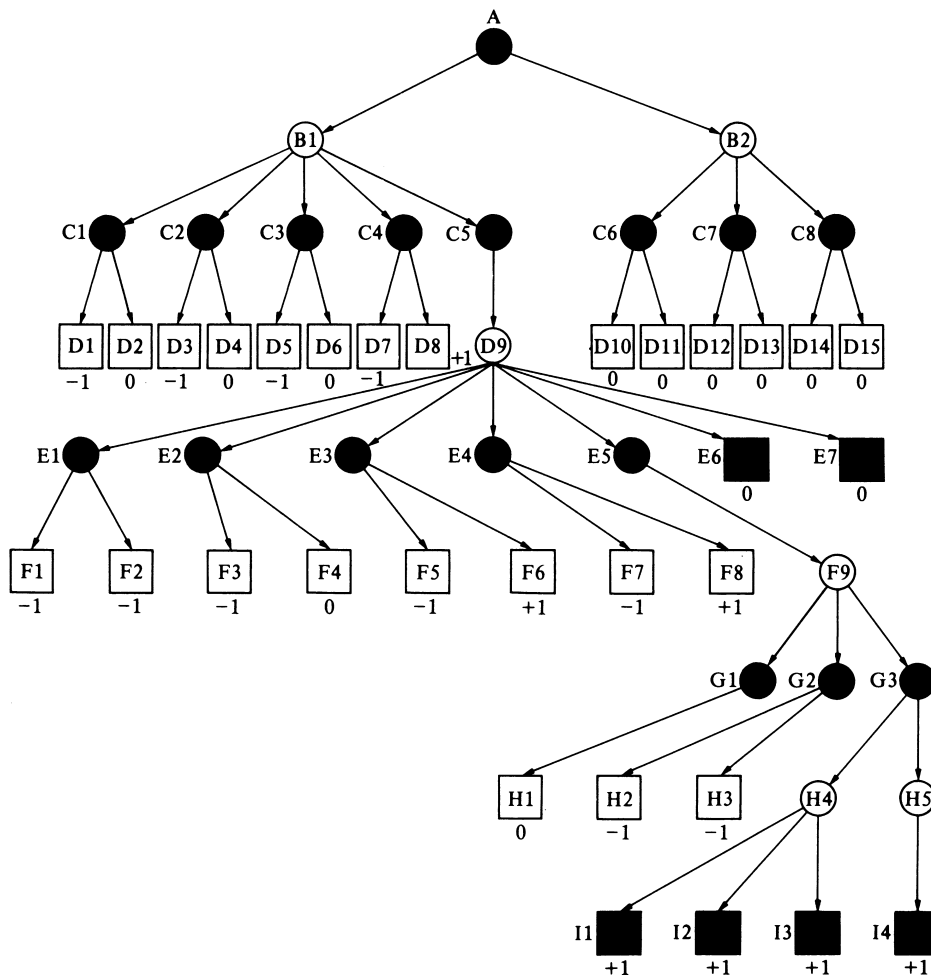 A
B1 B2
C1 C2 C3 C4 C5 C6 C7 C8
D1 D2 D3 D4 D5 D6 D7 D8 D9 D10 D11 D12 D13 D14 D15
−1 0 −1 0 −1 0 −1 +1 0 0 0 0 0 0
E1 E2 E3 E4 E5 E6 E7
0 0
F1 F2 F3 F4 F5 F6 F7 F8 F9
−1 −1 −1 0 −1 +1 −1 +1
G1 G2 G3
H1 H2 H3 H4 H5
0 −1 −1
I1 I2 I3 I4
+1 +1 +1 +1